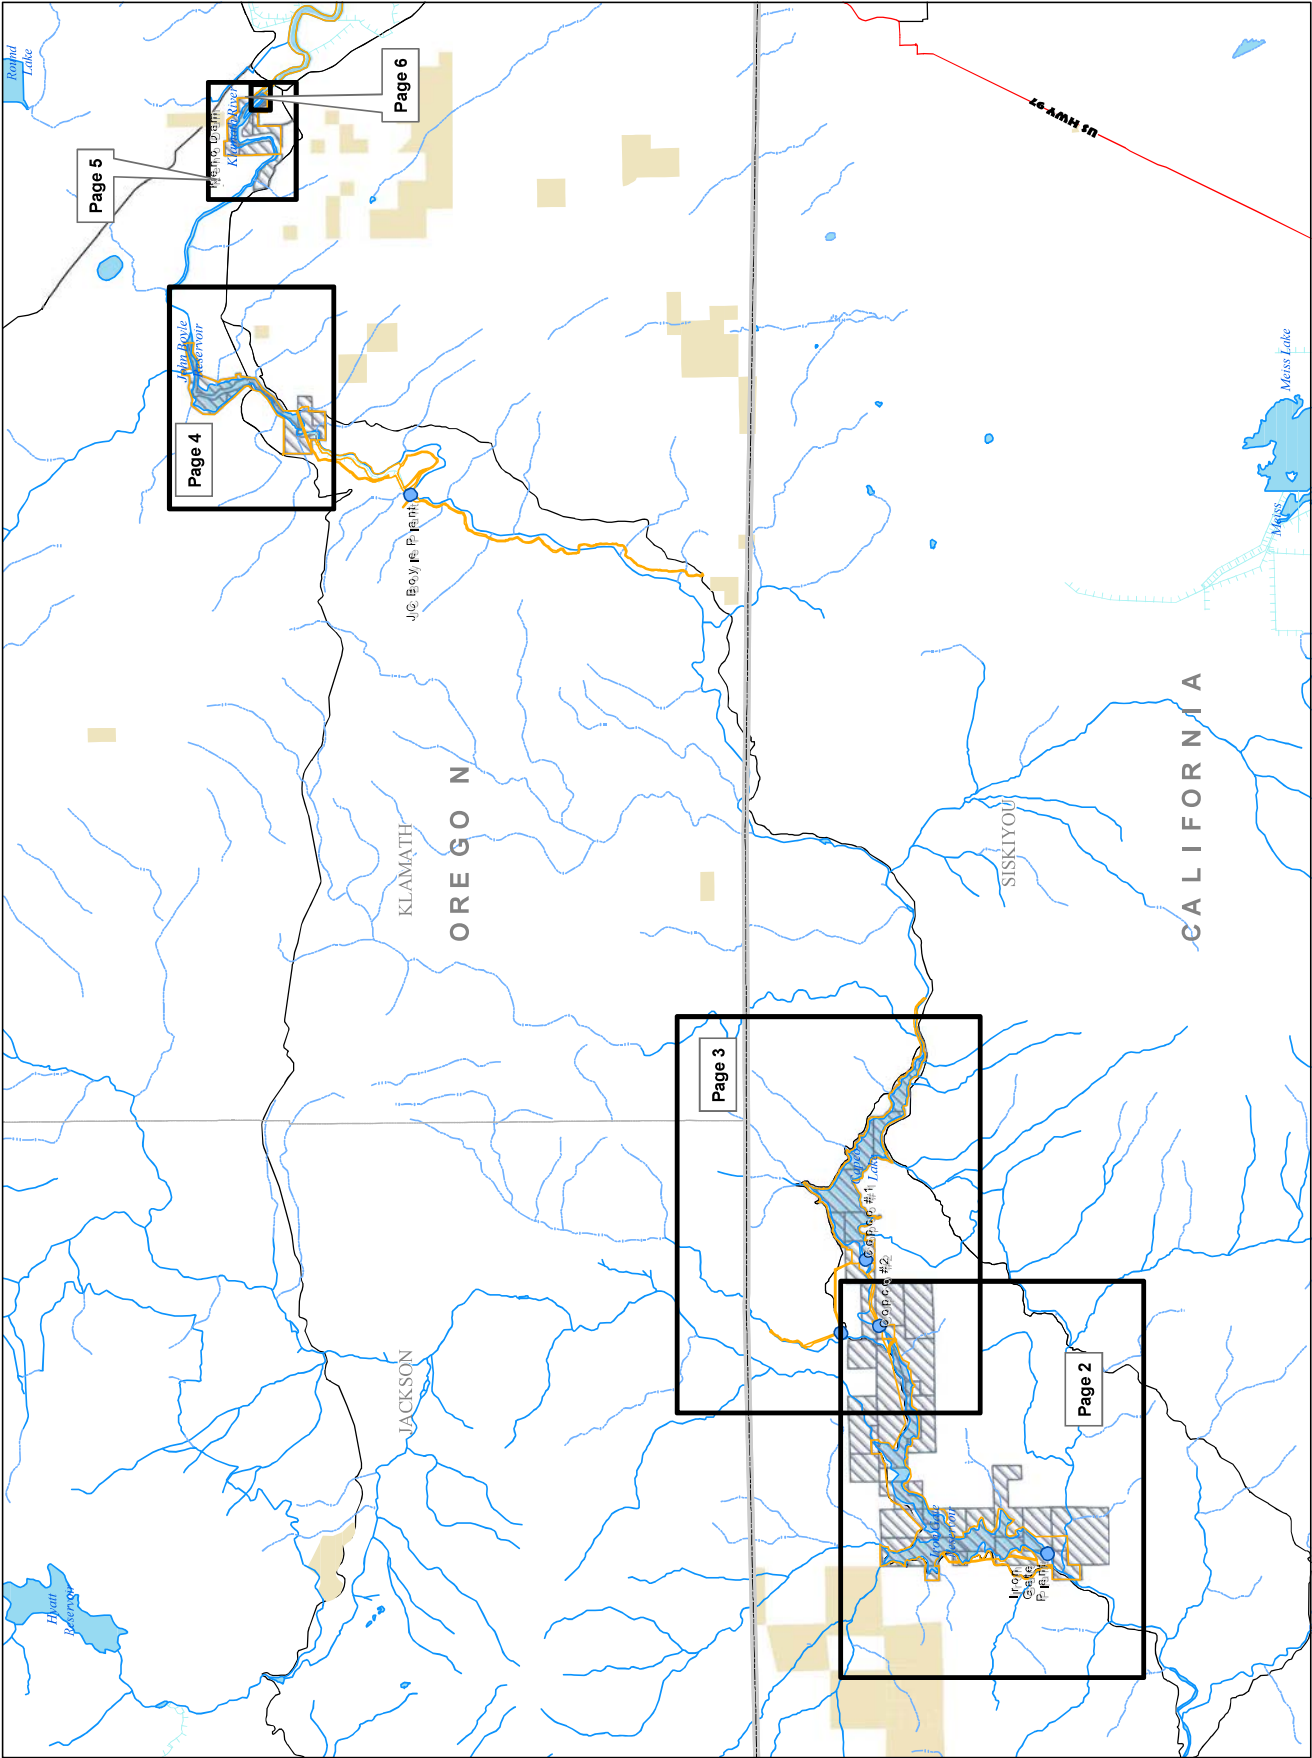 Round
Lake
Page 6
Page 5
Keno Dam
Klamath River
John Boyle
Reservoir
Page 4
JC Boyle Plant
US HWY 97
Meiss Lake
Meiss
KLAMATH
OREGON
SISKIYOU
CALIFORNIA
Page 3
Copco
Lake
Copco #1
Copco #2
JACKSON
Page 2
Iron Gate
Reservoir
Iron
Gate
Plant
Hyatt
Reservoir